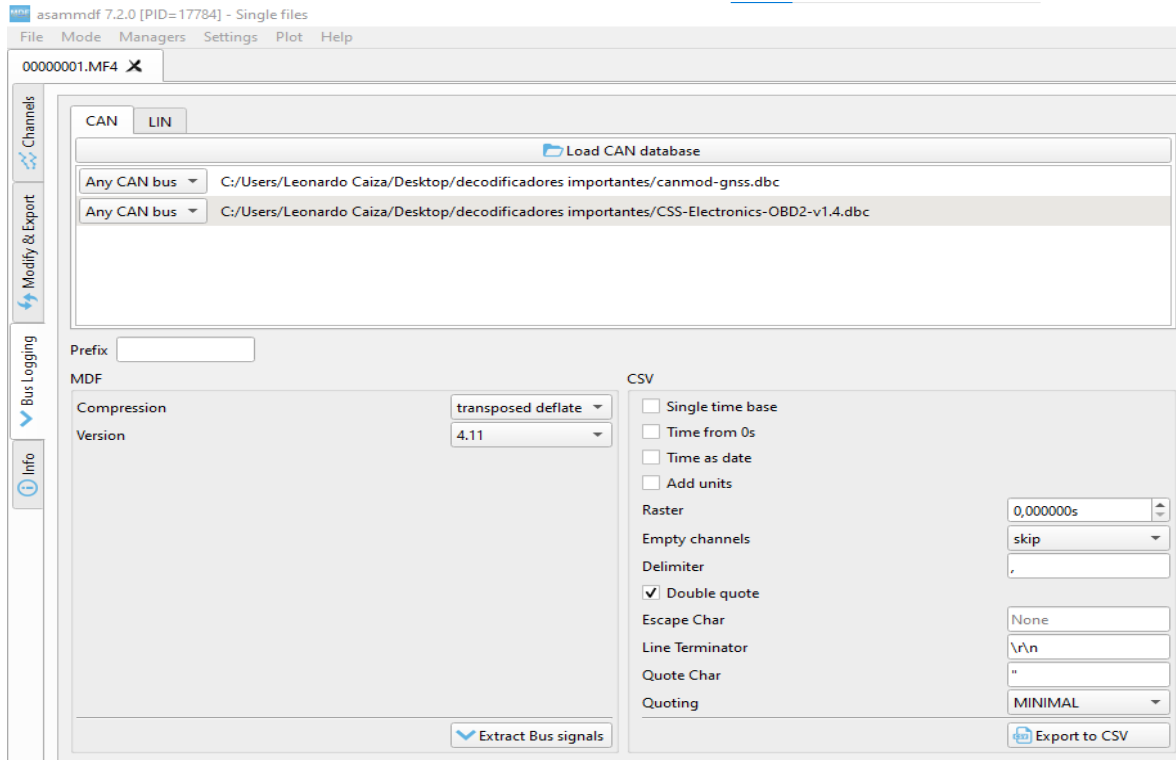 MDF asammdf 7.2.0 [PID=17784] - Single files
File Mode Managers Settings Plot Help
00000001.MF4
Channels
Modify & Export
Bus Logging
Info
CAN LIN
Load CAN database
Any CAN bus C:/Users/Leonardo Caiza/Desktop/decodificadores importantes/canmod-gnss.dbc
Any CAN bus C:/Users/Leonardo Caiza/Desktop/decodificadores importantes/CSS-Electronics-OBD2-v1.4.dbc
Prefix
MDF
Compression transposed deflate
Version 4.11
Extract Bus signals
CSV
Single time base
Time from 0s
Time as date
Add units
Raster 0,000000s
Empty channels skip
Delimiter ,
Double quote
Escape Char None
Line Terminator \r\n
Quote Char "
Quoting MINIMAL
Export to CSV